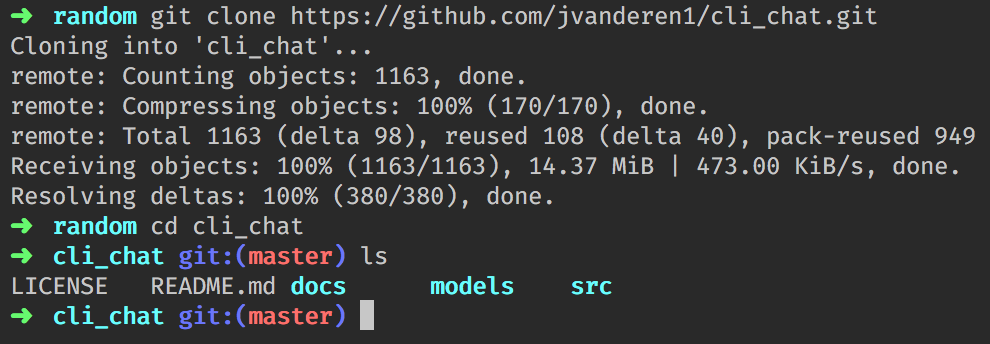 ➜  random git clone https://github.com/jvanderen1/cli_chat.git
Cloning into 'cli_chat'...
remote: Counting objects: 1163, done.
remote: Compressing objects: 100% (170/170), done.
remote: Total 1163 (delta 98), reused 108 (delta 40), pack-reused 949
Receiving objects: 100% (1163/1163), 14.37 MiB | 473.00 KiB/s, done.
Resolving deltas: 100% (380/380), done.
➜  random cd cli_chat
➜  cli_chat git:(master) ls
LICENSE   README.md docs      models    src
➜  cli_chat git:(master)